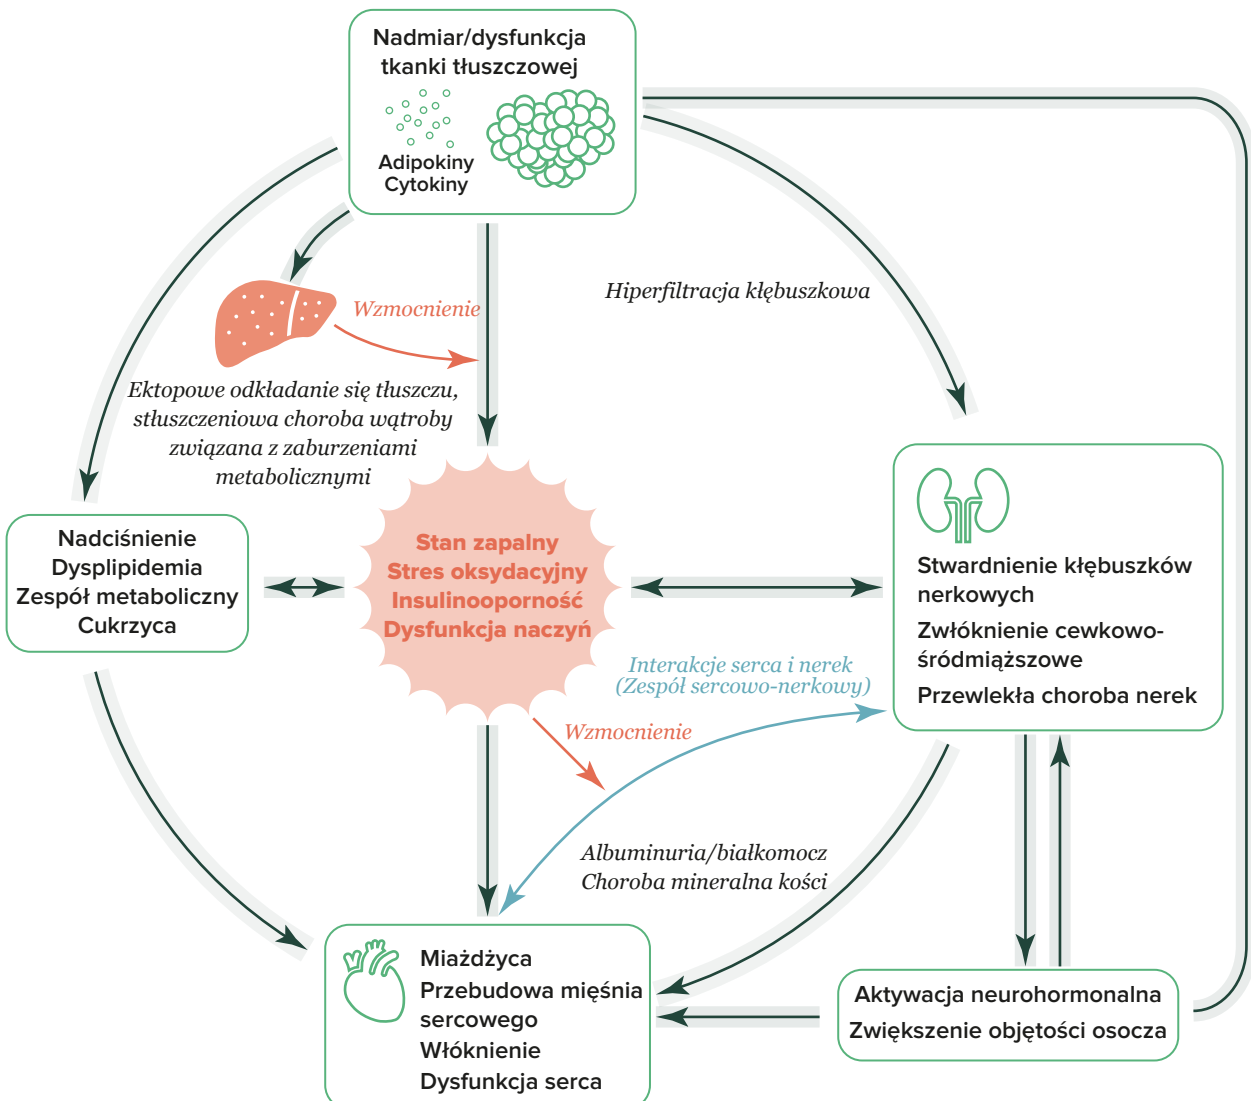 Nadmiar/dysfunkcja
tkanki tłuszczowej
Adipokiny
Cytokiny
Hiperfiltracja kłębuszkowa
Wzmocnienie
Ektopowe odkładanie się tłuszczu,
stłuszczeniowa choroba wątroby
związana z zaburzeniami
metabolicznymi
Nadciśnienie
Dysplipidemia
Zespół metaboliczny
Cukrzyca
Stan zapalny
Stres oksydacyjny
Insulinooporność
Dysfunkcja naczyń
Stwardnienie kłębuszków
nerkowych
Zwłóknienie cewkowo-
śródmiąższowe
Przewlekła choroba nerek
Interakcje serca i nerek
(Zespół sercowo-nerkowy)
Wzmocnienie
Albuminuria/białkomocz
Choroba mineralna kości
Miażdżyca
Przebudowa mięśnia
sercowego
Włóknienie
Dysfunkcja serca
Aktywacja neurohormonalna
Zwiększenie objętości osocza